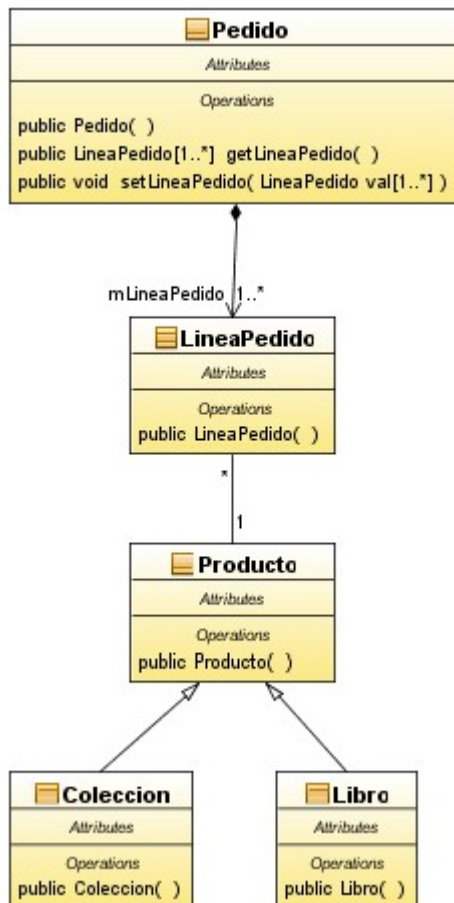 Pedido
Attributes
Operations
public Pedido( )
public LineaPedido[1..*] getLineaPedido( )
public void setLineaPedido( LineaPedido val[1..*] )
mLineaPedido 1..*
LineaPedido
Attributes
Operations
public LineaPedido( )
*
1
Producto
Attributes
Operations
public Producto( )
Coleccion
Attributes
Operations
public Coleccion( )
Libro
Attributes
Operations
public Libro( )